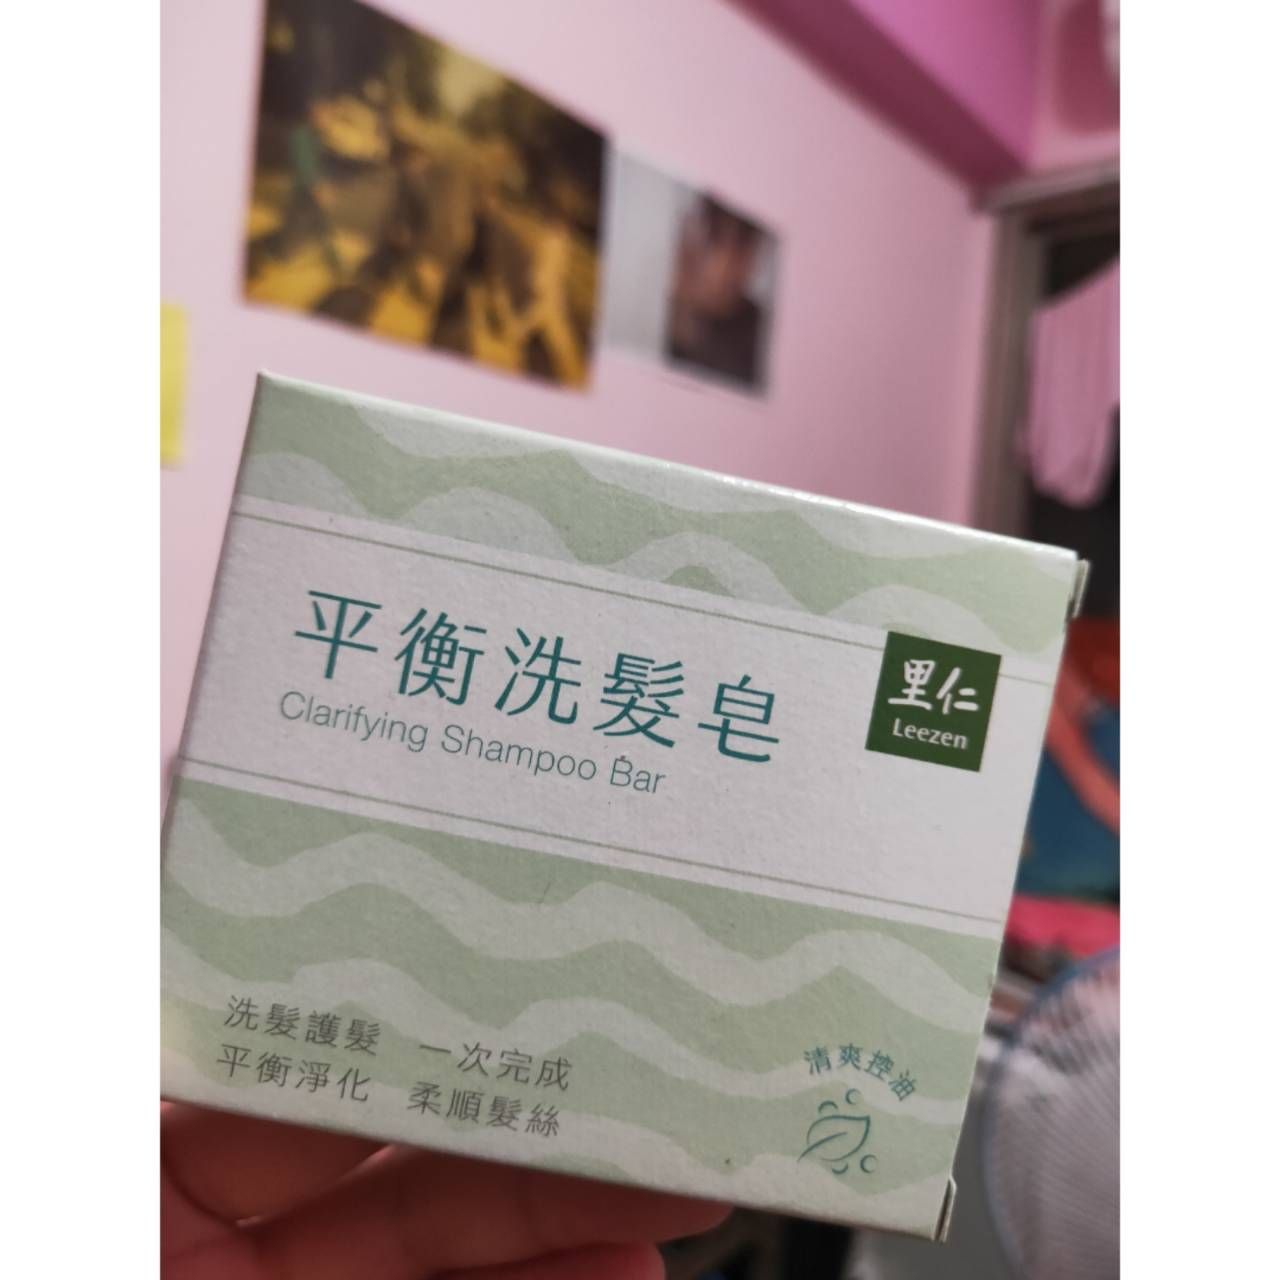 平衡洗髮皂
Clarifying Shampoo Bar
里仁
Leezen
洗髮護髮 一次完成
平衡淨化 柔順髮絲
清爽控油